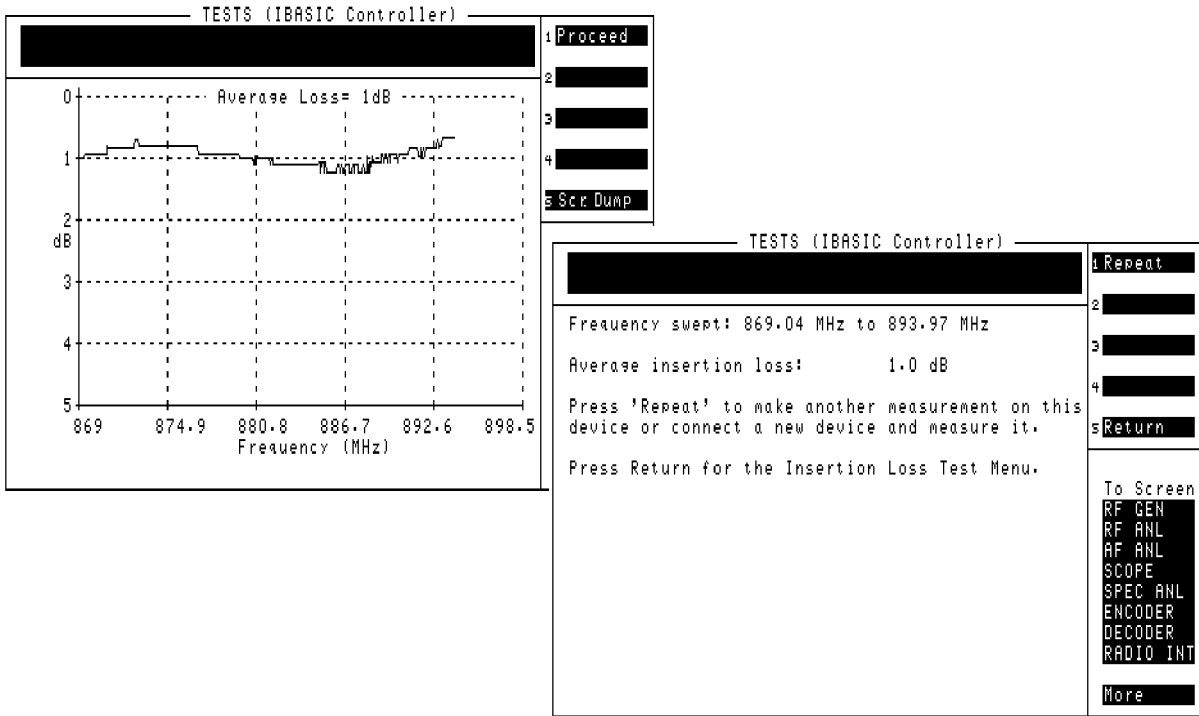 TESTS (IBASIC Controller)
1 Proceed
2
3
4
5 Scr. Dump
Average Loss= 1dB
0
1
2
dB
3
4
5
869 874.9 880.8 886.7 892.6 898.5
Frequency (MHz)
TESTS (IBASIC Controller)
1 Repeat
2
3
4
5 Return
Frequency swept: 869.04 MHz to 893.97 MHz
Average insertion loss: 1.0 dB
Press 'Repeat' to make another measurement on this
device or connect a new device and measure it.
Press Return for the Insertion Loss Test Menu.
To Screen
RF GEN
RF ANL
AF ANL
SCOPE
SPEC ANL
ENCODER
DECODER
RADIO INT
More